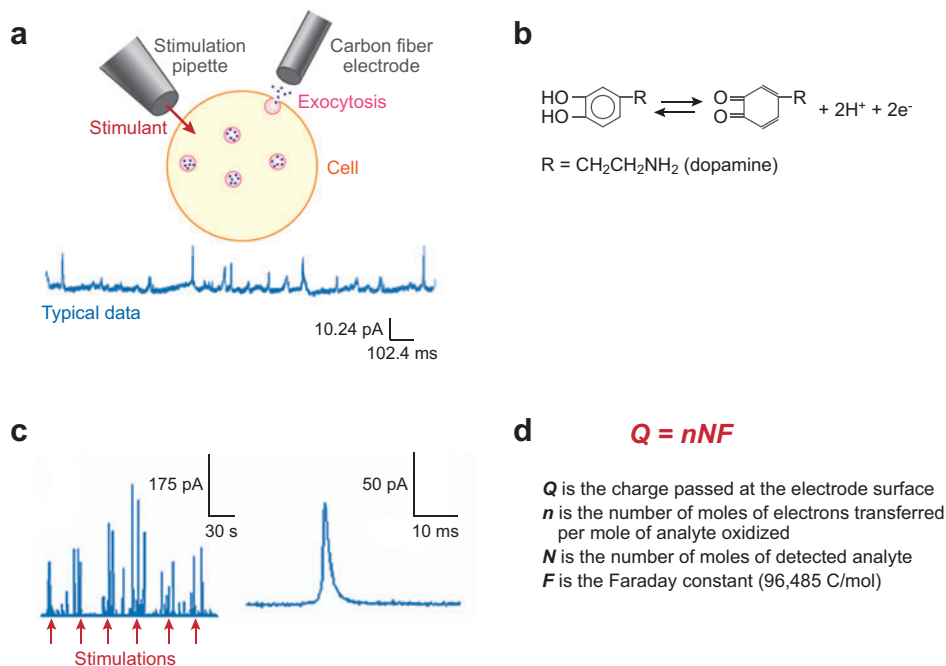 a
Stimulation
pipette
Carbon fiber
electrode
Exocytosis
Stimulant
Cell
Typical data
10.24 pA
102.4 ms
b
HO
HO
R
O
O
R
+ 2H⁺ + 2e⁻
R = CH₂CH₂NH₂ (dopamine)
c
175 pA
30 s
50 pA
10 ms
Stimulations
d
Q = nNF
Q is the charge passed at the electrode surface
n is the number of moles of electrons transferred
per mole of analyte oxidized
N is the number of moles of detected analyte
F is the Faraday constant (96,485 C/mol)